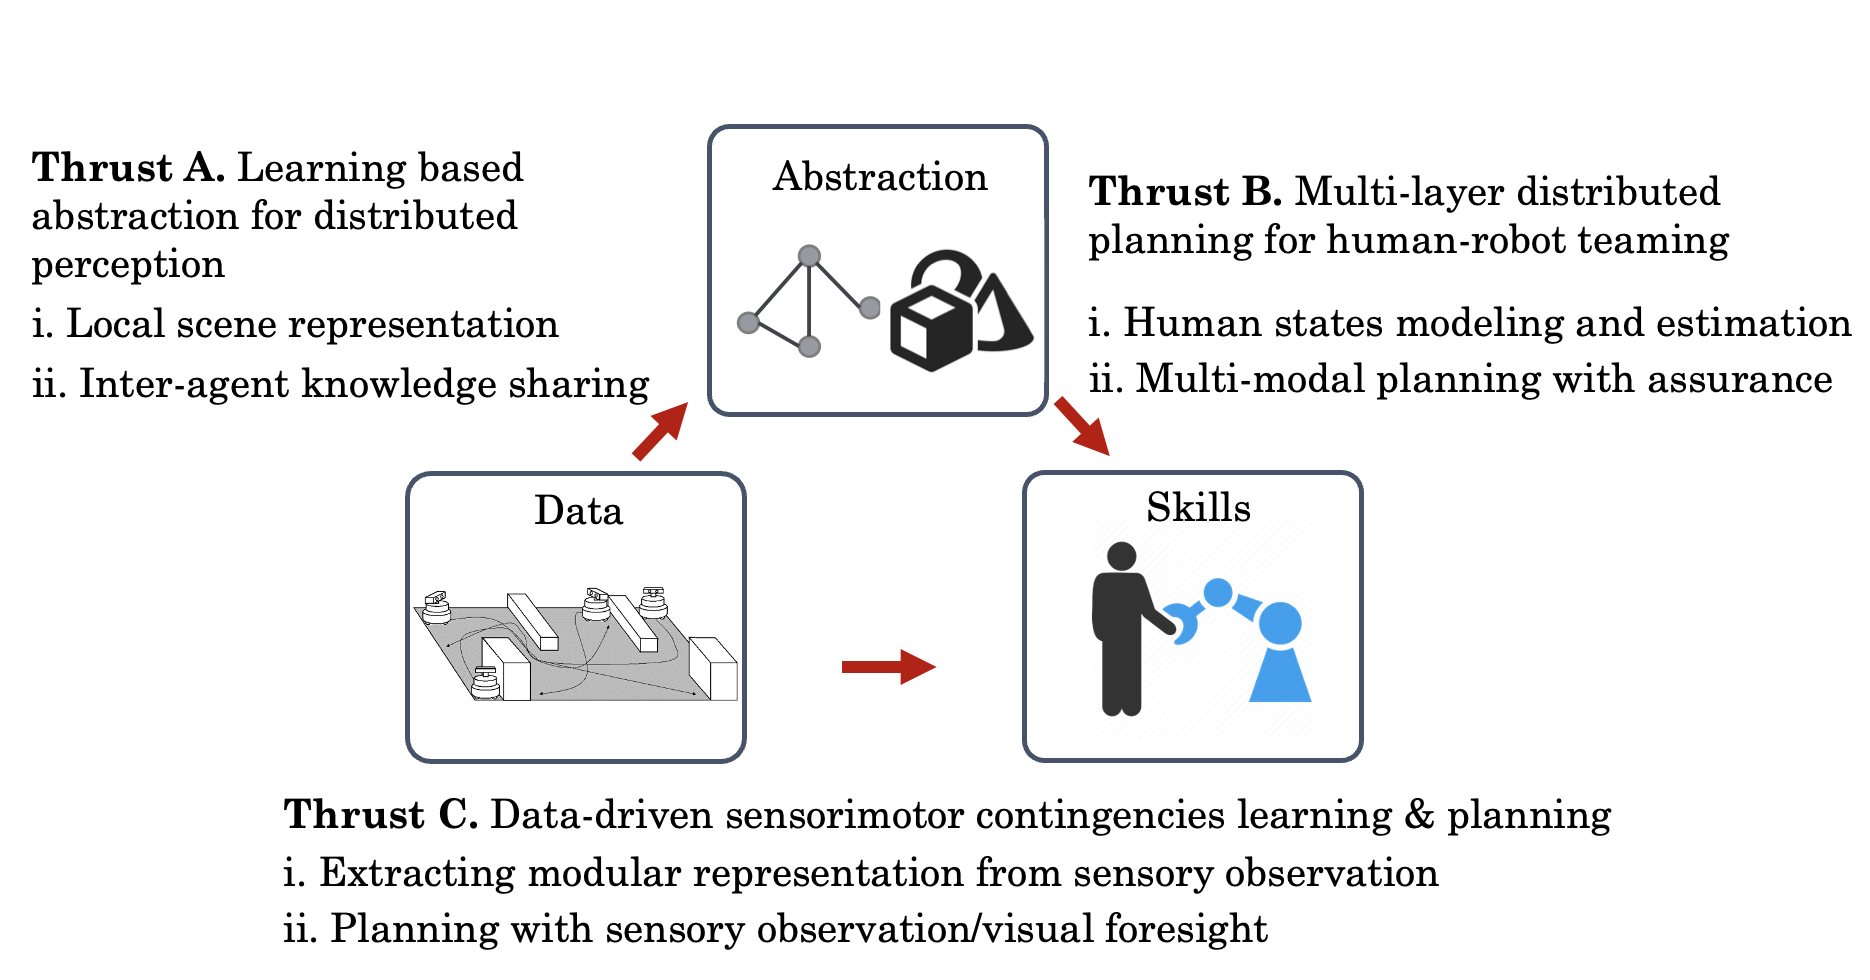 Thrust A. Learning based
abstraction for distributed
perception
i. Local scene representation
ii. Inter-agent knowledge sharing
Abstraction
Thrust B. Multi-layer distributed
planning for human-robot teaming
i. Human states modeling and estimation
ii. Multi-modal planning with assurance
Data
Skills
Thrust C. Data-driven sensorimotor contingencies learning & planning
i. Extracting modular representation from sensory observation
ii. Planning with sensory observation/visual foresight